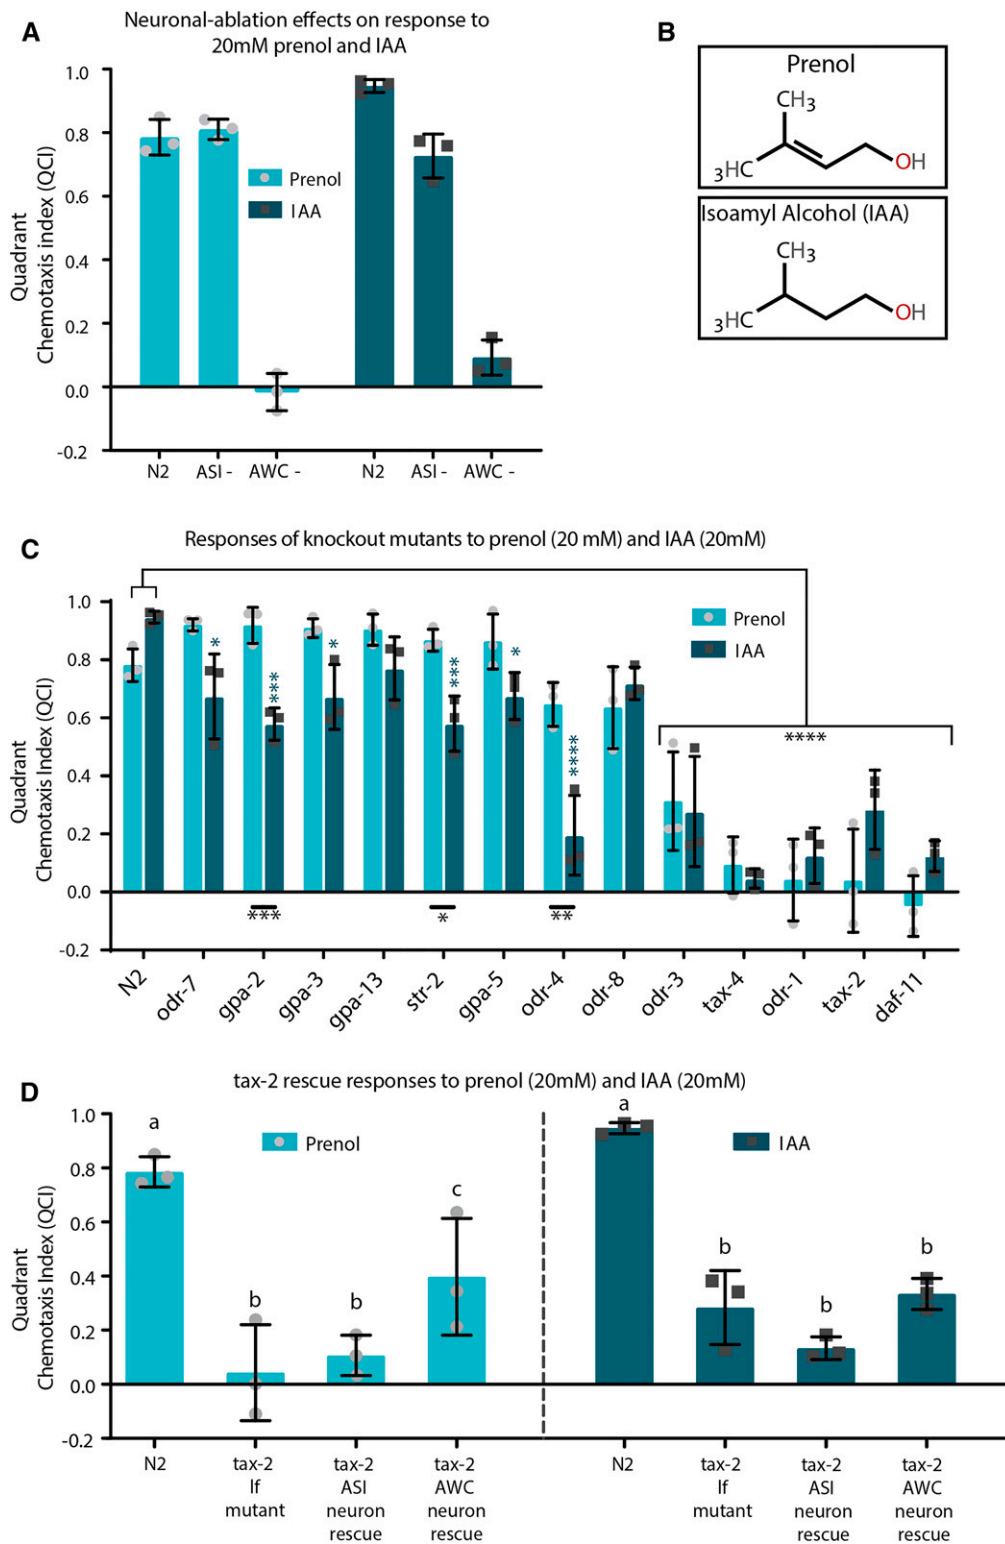 A
Neuronal-ablation effects on response to
20mM prenol and IAA
Quadrant
Chemotaxis index (QCI)
1.0
0.8
0.6
0.4
0.2
0.0
-0.2
Prenol
IAA
N2
ASI -
AWC -
N2
ASI -
AWC -
B
Prenol
CH3
3HC
OH
Isoamyl Alcohol (IAA)
CH3
3HC
OH
C
Responses of knockout mutants to prenol (20 mM) and IAA (20mM)
Quadrant
Chemotaxis Index (QCI)
1.0
0.8
0.6
0.4
0.2
0.0
-0.2
Prenol
IAA
*
***
*
***
*
****
****
***
*
**
N2
odr-7
gpa-2
gpa-3
gpa-13
str-2
gpa-5
odr-4
odr-8
odr-3
tax-4
odr-1
tax-2
daf-11
D
tax-2 rescue responses to prenol (20mM) and IAA (20mM)
Quadrant
Chemotaxis Index (QCI)
1.0
0.8
0.6
0.4
0.2
0.0
-0.2
Prenol
IAA
a
b
b
c
a
b
b
b
N2
tax-2
lf
mutant
tax-2
ASI
neuron
rescue
tax-2
AWC
neuron
rescue
N2
tax-2
lf
mutant
tax-2
ASI
neuron
rescue
tax-2
AWC
neuron
rescue